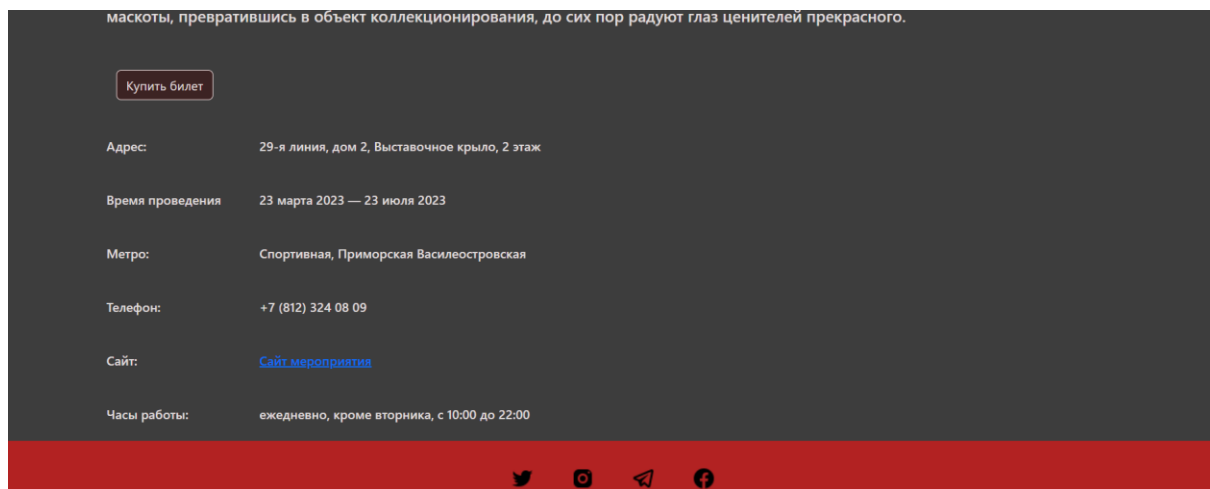 маскоты, превратившись в объект коллекционирования, до сих пор радуют глаз ценителей прекрасного.
Купить билет
Адрес: 29-я линия, дом 2, Выставочное крыло, 2 этаж
Время проведения 23 марта 2023 — 23 июля 2023
Метро: Спортивная, Приморская Василеостровская
Телефон: +7 (812) 324 08 09
Сайт: Сайт мероприятия
Часы работы: ежедневно, кроме вторника, с 10:00 до 22:00